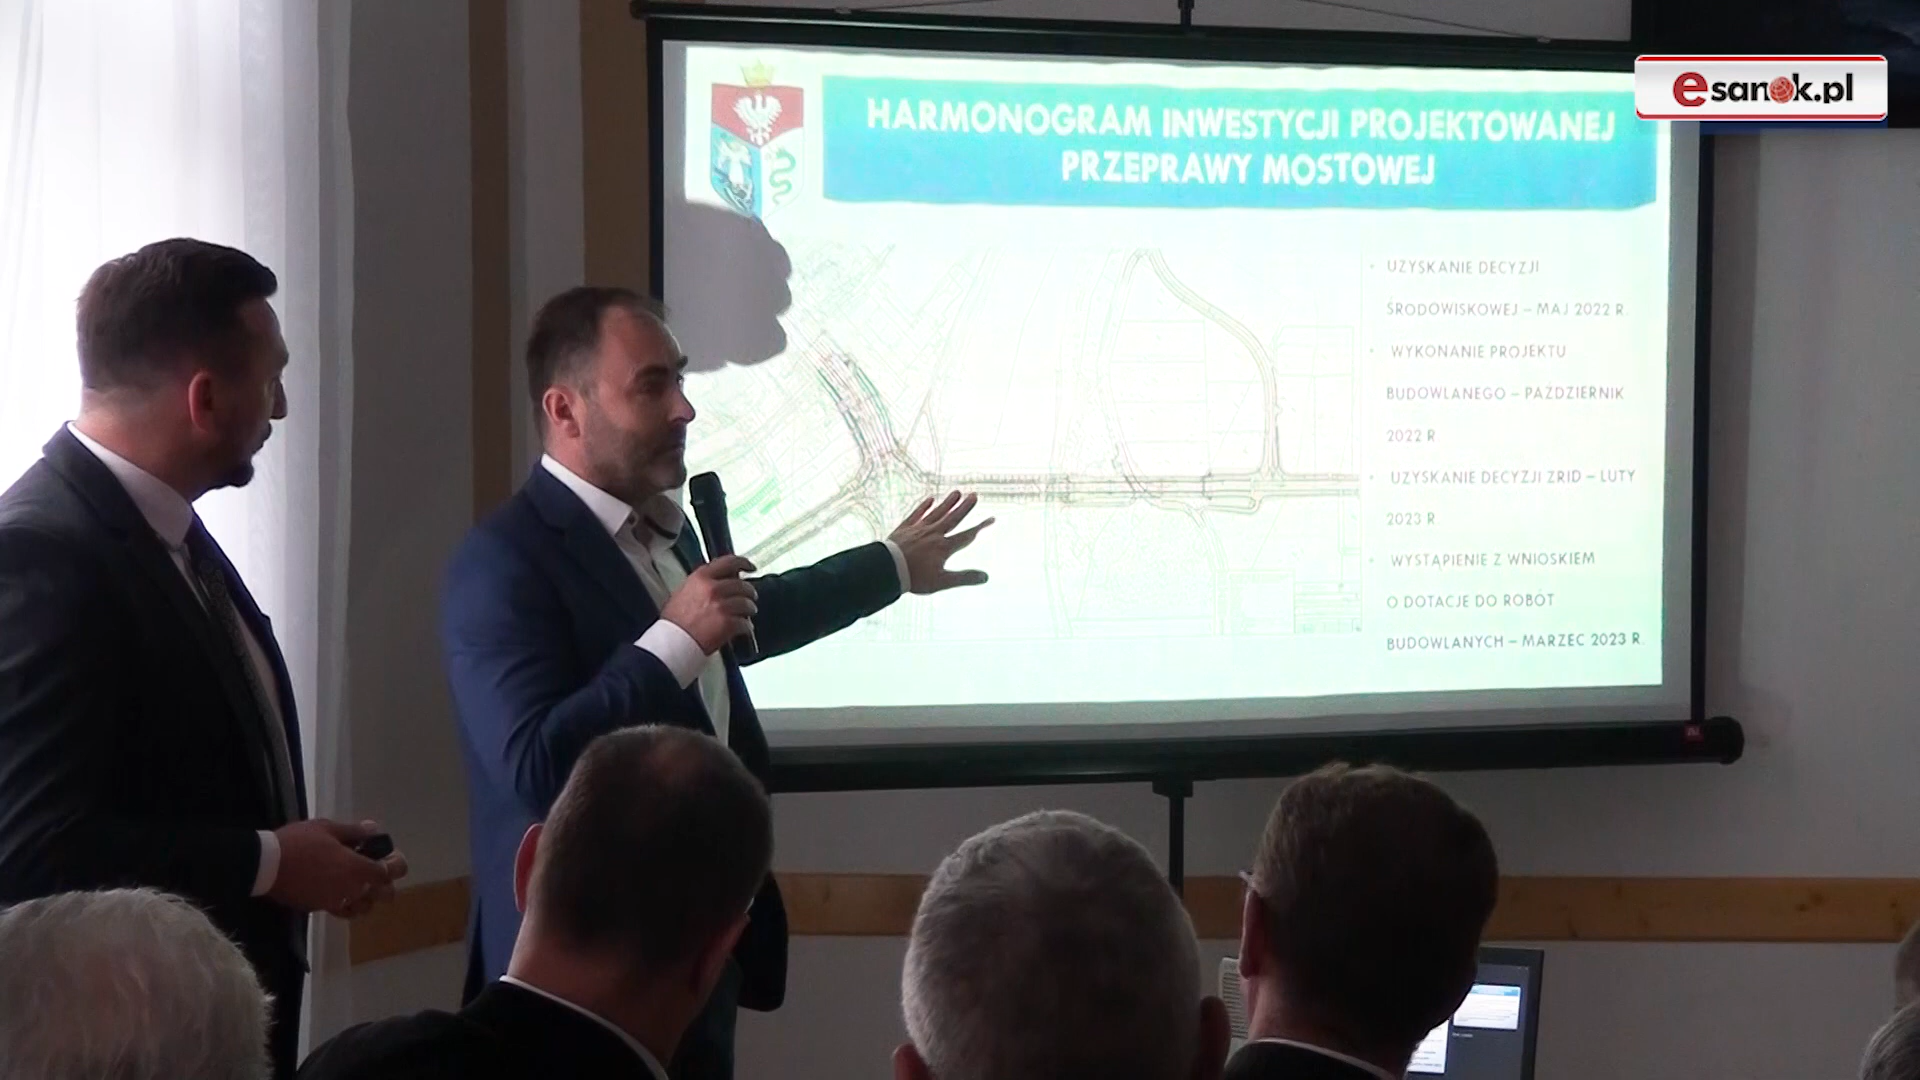 esanok.pl
HARMONOGRAM INWESTYCJI PROJEKTOWANEJ
PRZEPRAWY MOSTOWEJ
• UZYSKANIE DECYZJI
ŚRODOWISKOWEJ – MAJ 2022 R.
• WYKONANIE PROJEKTU
BUDOWLANEGO – PAŹDZIERNIK
2022 R
• UZYSKANIE DECYZJI ZRID – LUTY
2023 R
• WYSTĄPIENIE Z WNIOSKIEM
O DOTACJE DO ROBÓT
BUDOWLANYCH – MARZEC 2023 R.